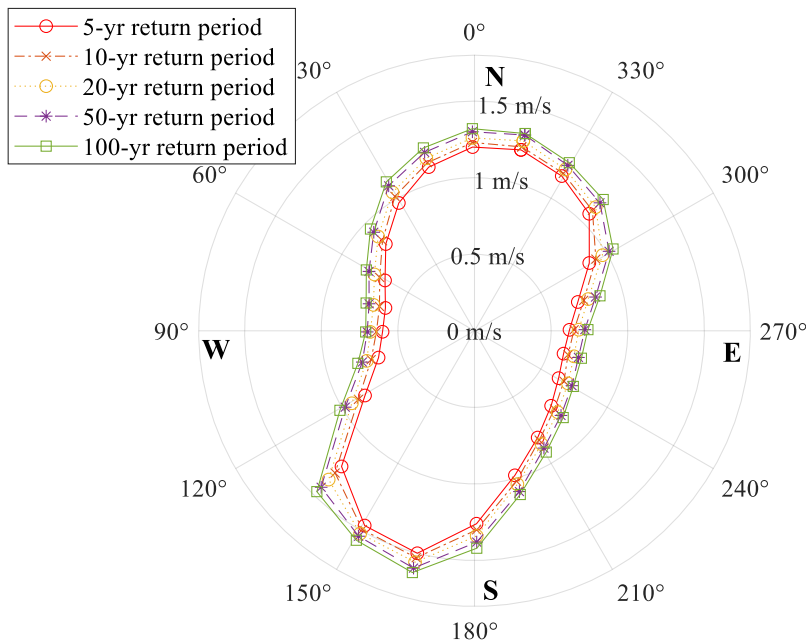 5-yr return period
10-yr return period
20-yr return period
50-yr return period
100-yr return period
0°
30°
330°
N
1.5 m/s
60°
1 m/s
300°
0.5 m/s
90°
W
0 m/s
E
270°
120°
240°
150°
S
210°
180°